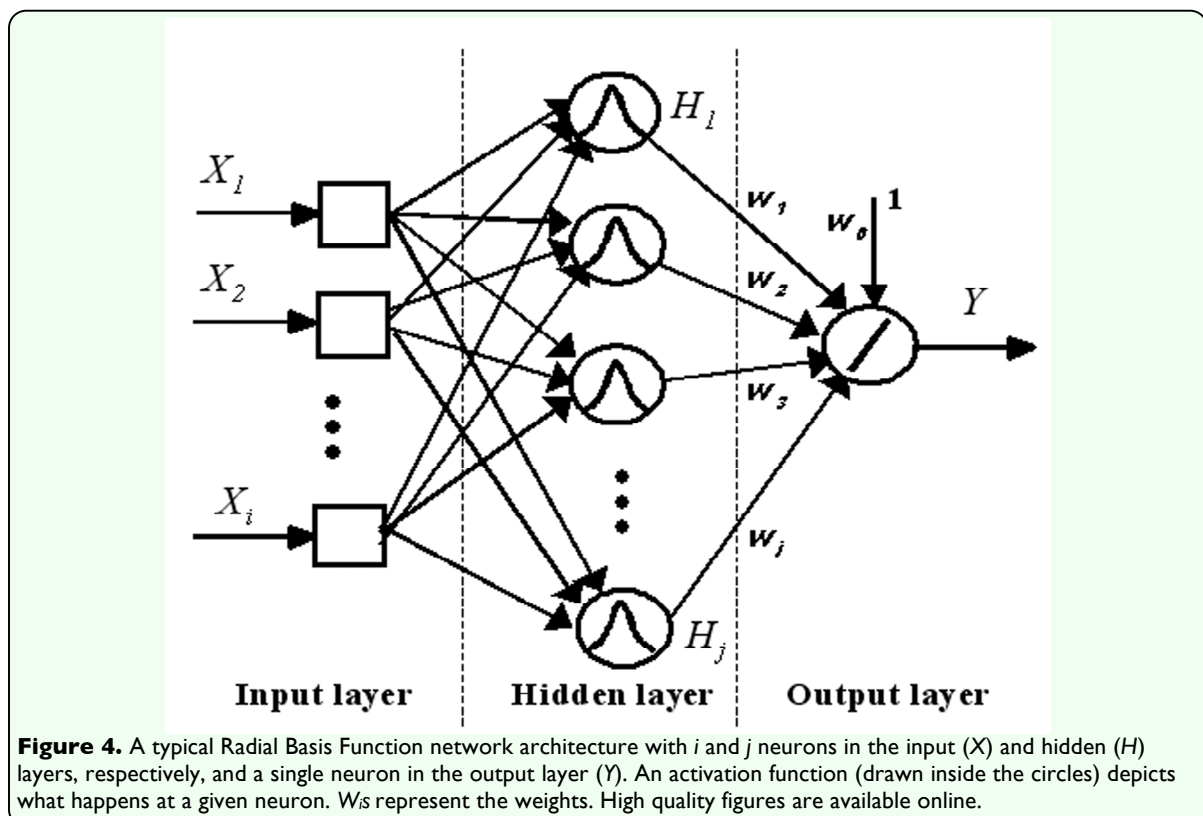 H1
X1
w1
1
w0
X2
w2
Y
w3
Xi
wj
Hj
Input layer
Hidden layer
Output layer
Figure 4. A typical Radial Basis Function network architecture with i and j neurons in the input (X) and hidden (H)
layers, respectively, and a single neuron in the output layer (Y). An activation function (drawn inside the circles) depicts
what happens at a given neuron. Wis represent the weights. High quality figures are available online.